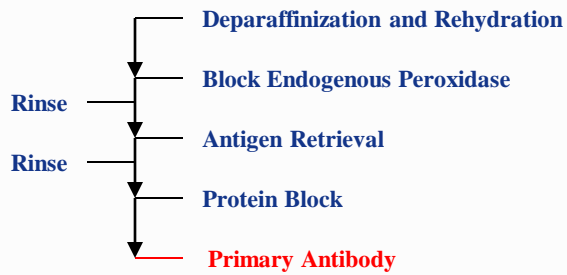 Deparaffinization and Rehydration
Block Endogenous Peroxidase
Rinse
Antigen Retrieval
Rinse
Protein Block
Primary Antibody